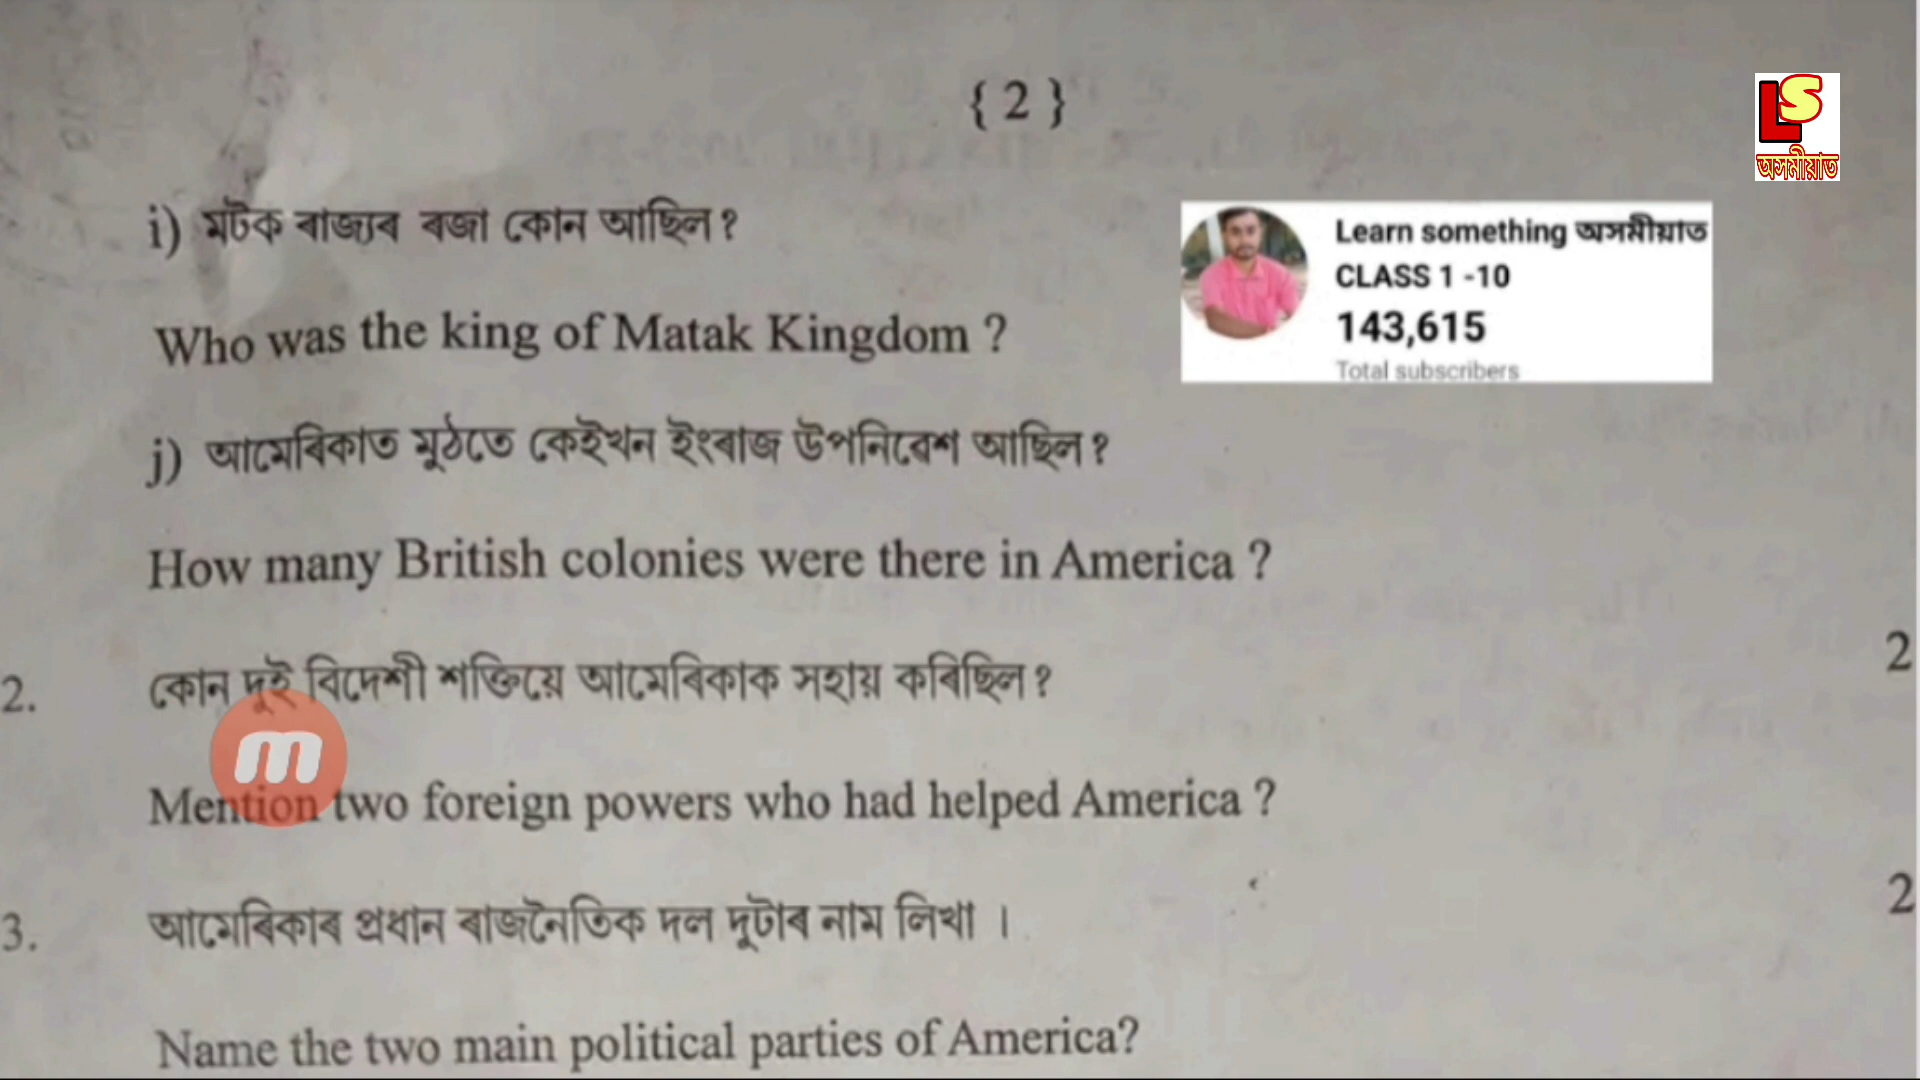 { 2 }
LS
অসমীয়াত
i) মটক ৰাজ্যৰ ৰজা কোন আছিল ?
Learn something অসমীয়াত
CLASS 1 -10
143,615
Total subscribers
Who was the king of Matak Kingdom ?
j) আমেৰিকাত মুঠতে কেইখন ইংৰাজ উপনিৱেশ আছিল ?
How many British colonies were there in America ?
2. কোন দুই বিদেশী শক্তিয়ে আমেৰিকাক সহায় কৰিছিল ? 2
m
Mention two foreign powers who had helped America ?
3. আমেৰিকাৰ প্ৰধান ৰাজনৈতিক দল দুটাৰ নাম লিখা । 2
Name the two main political parties of America?